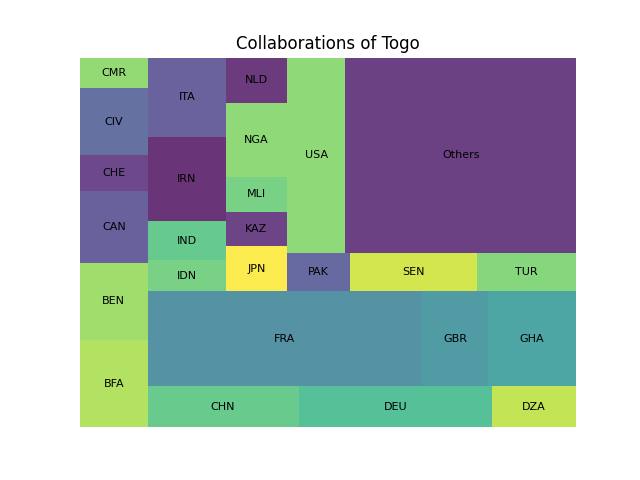 Collaborations of Togo
CMR
CIV
CHE
CAN
BEN
BFA
ITA
IRN
IND
IDN
NLD
NGA
MLI
KAZ
JPN
USA
Others
PAK
SEN
TUR
FRA
GBR
GHA
CHN
DEU
DZA